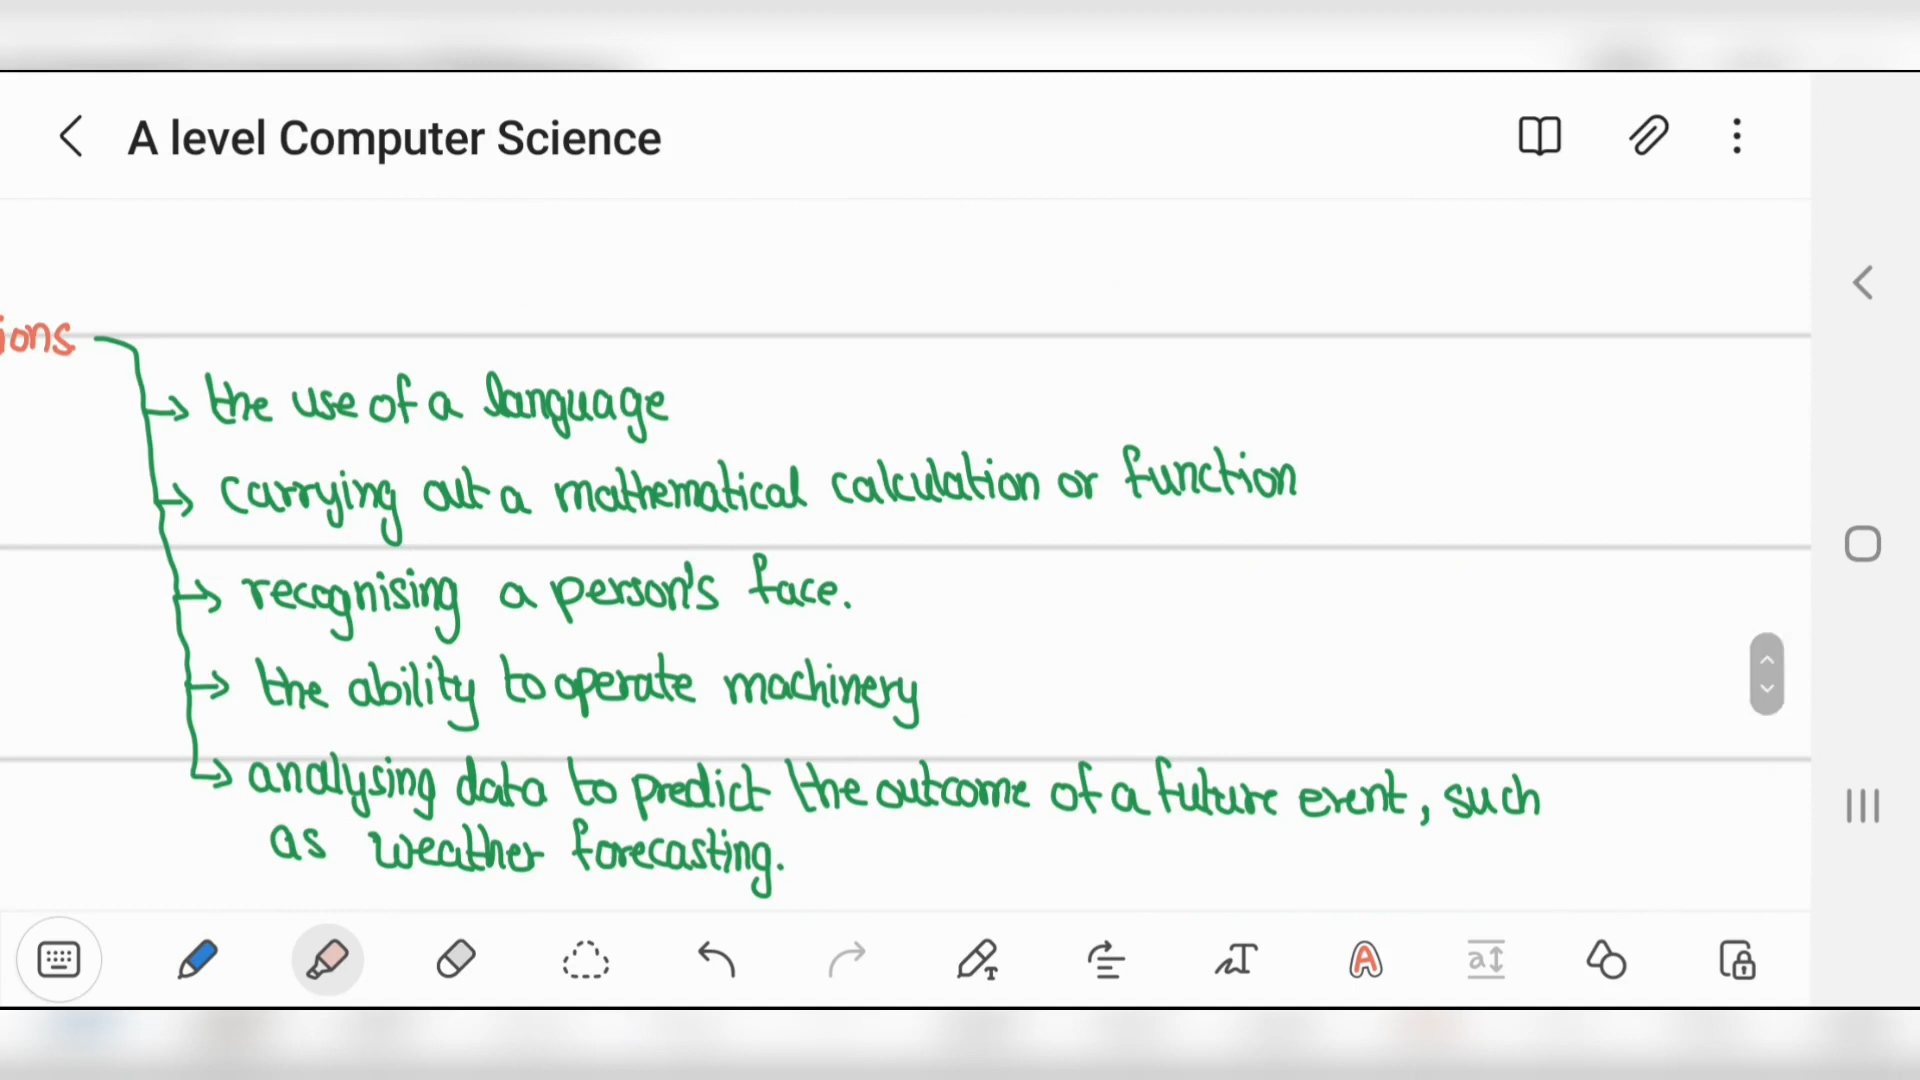 A level Computer Science
ions
the use of a language
carrying out a mathematical calculation or function
recognising a person's face.
the ability to operate machinery
analysing data to predict the outcome of a future event, such
as weather forecasting.